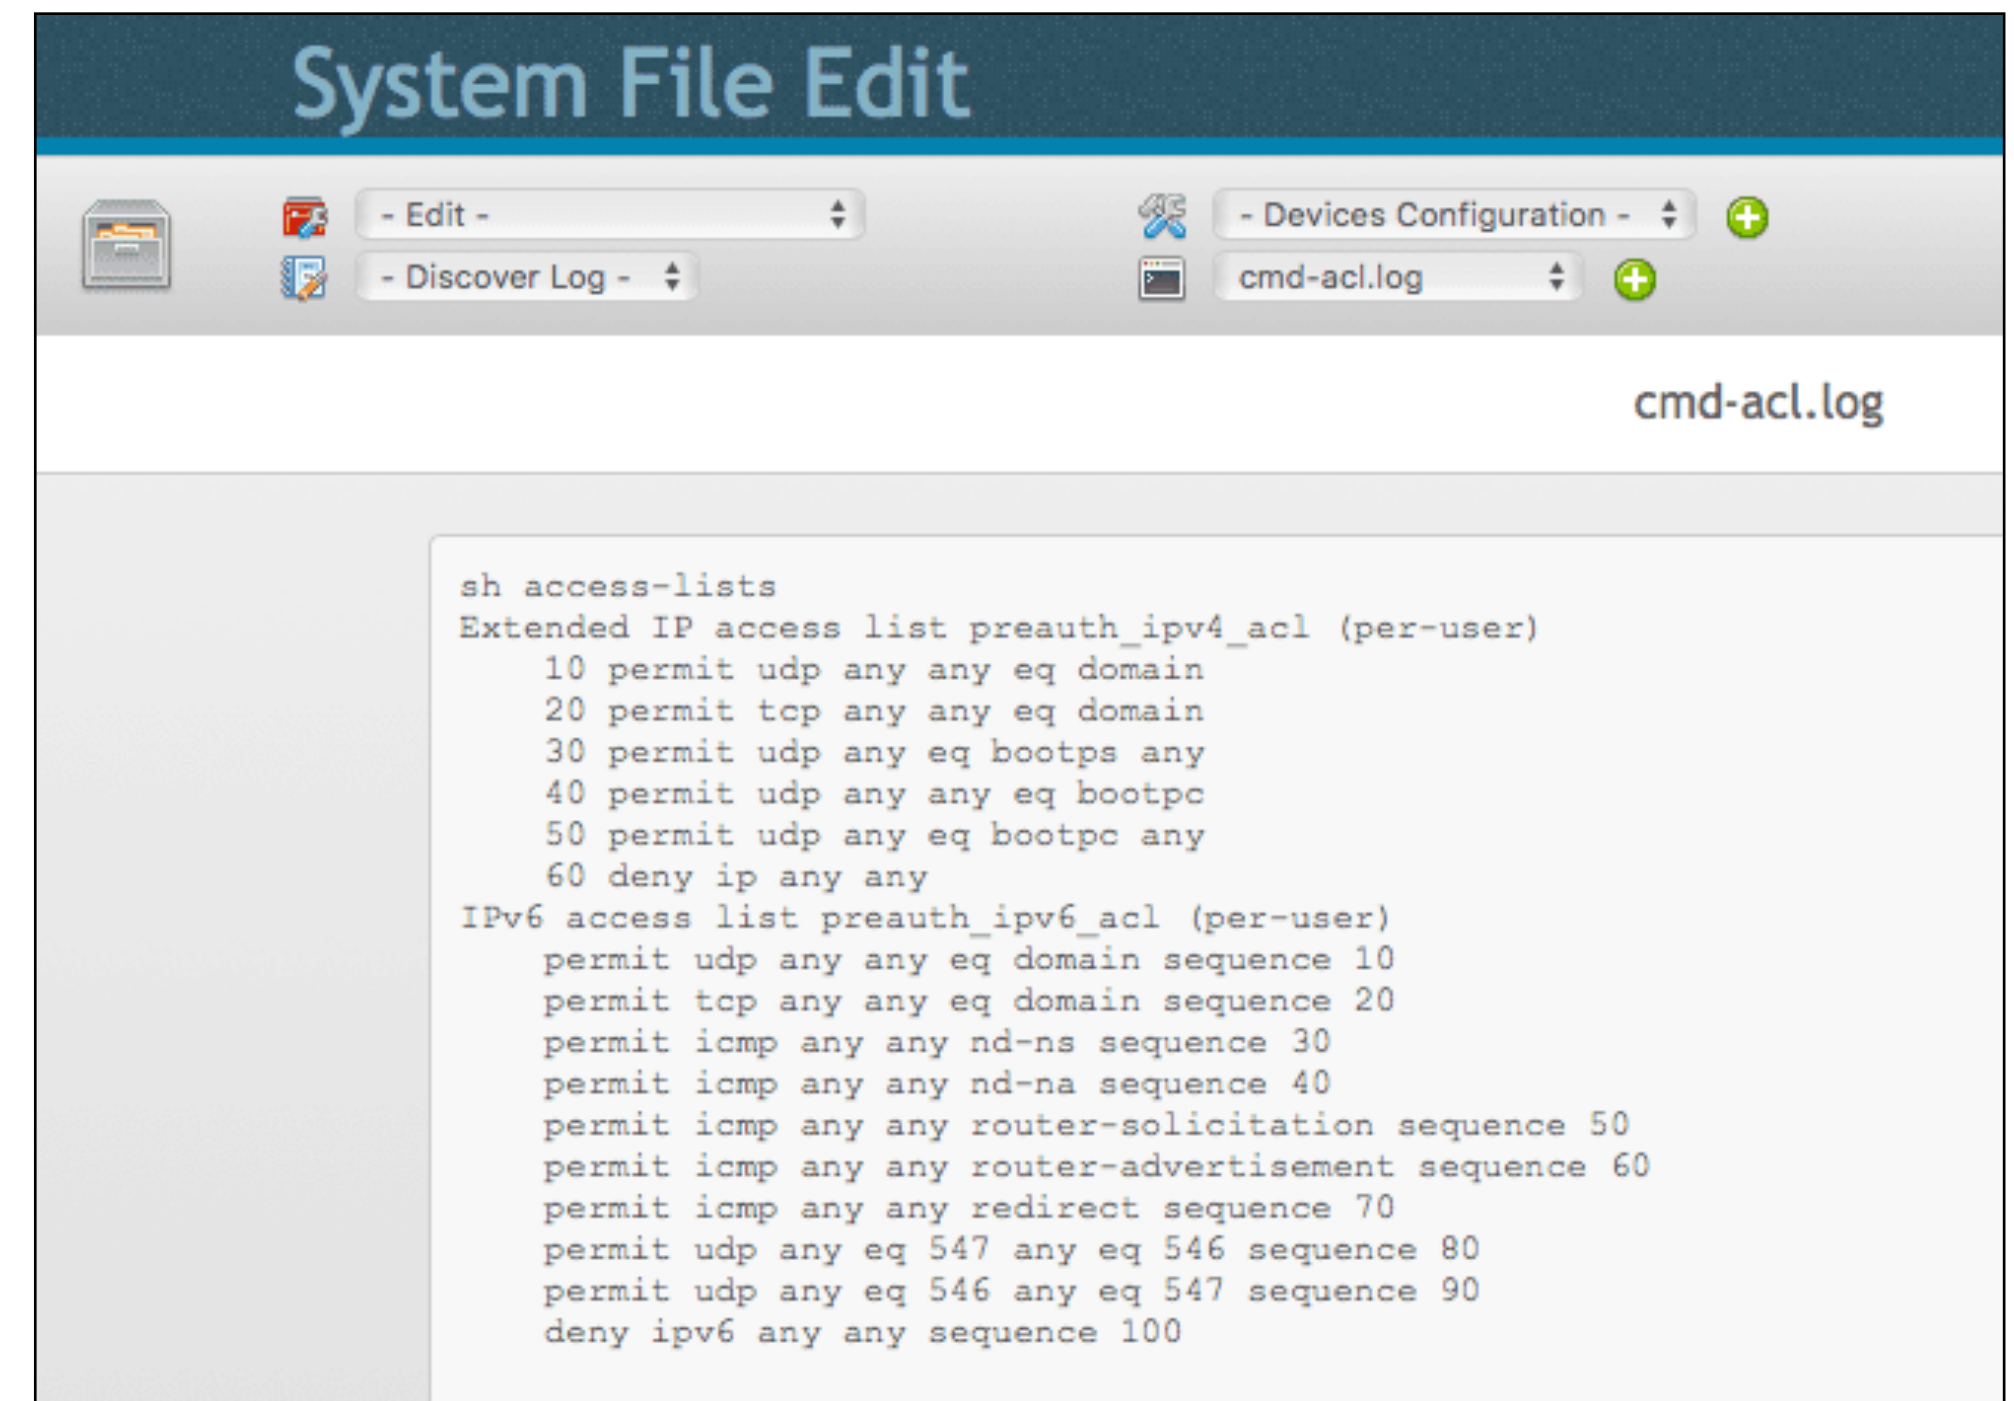 System File Edit
- Edit -
- Devices Configuration -
- Discover Log -
cmd-acl.log
cmd-acl.log
sh access-lists
Extended IP access list preauth_ipv4_acl (per-user)
10 permit udp any any eq domain
20 permit tcp any any eq domain
30 permit udp any eq bootps any
40 permit udp any any eq bootpc
50 permit udp any eq bootpc any
60 deny ip any any
IPv6 access list preauth_ipv6_acl (per-user)
permit udp any any eq domain sequence 10
permit tcp any any eq domain sequence 20
permit icmp any any nd-ns sequence 30
permit icmp any any nd-na sequence 40
permit icmp any any router-solicitation sequence 50
permit icmp any any router-advertisement sequence 60
permit icmp any any redirect sequence 70
permit udp any eq 547 any eq 546 sequence 80
permit udp any eq 546 any eq 547 sequence 90
deny ipv6 any any sequence 100